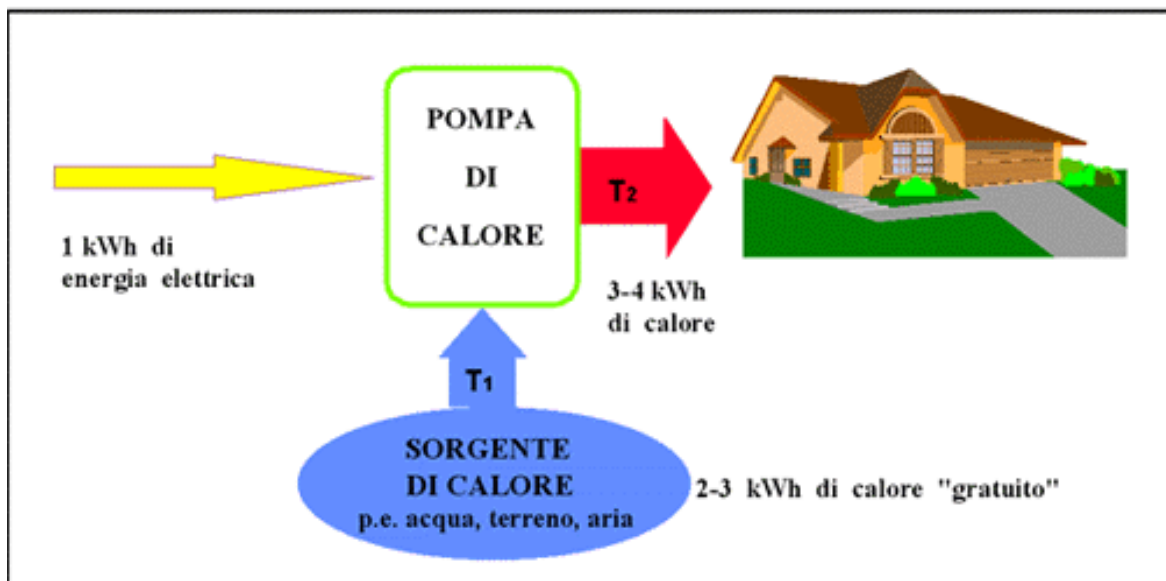 POMPA
DI
CALORE
1 kWh di
energia elettrica
T2
3-4 kWh
di calore
T1
SORGENTE
DI CALORE
p.e. acqua, terreno, aria
2-3 kWh di calore "gratuito"